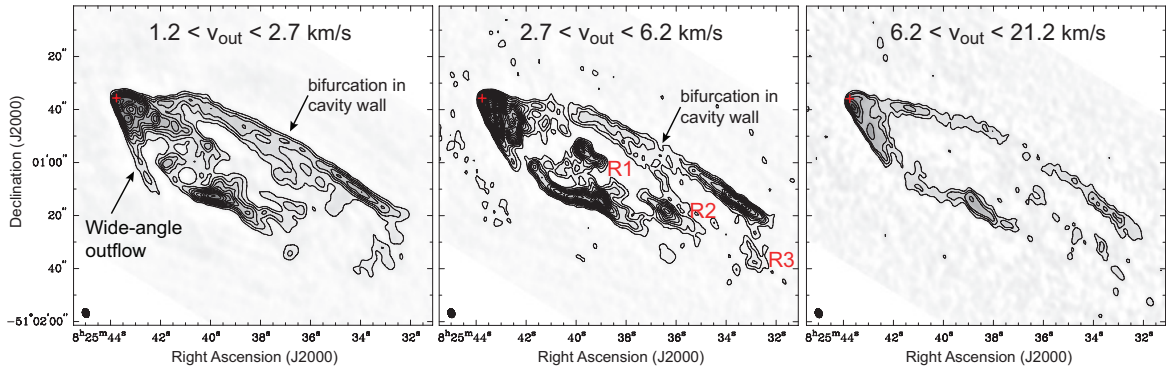 1.2 < v_out < 2.7 km/s
2.7 < v_out < 6.2 km/s
6.2 < v_out < 21.2 km/s
20"
40"
01'00"
20"
40"
-51°02'00"
Declination (J2000)
bifurcation in
cavity wall
Wide-angle
outflow
bifurcation in
cavity wall
R1
R2
R3
8ʰ25ᵐ44ˢ 42ˢ 40ˢ 38ˢ 36ˢ 34ˢ 32ˢ
8ʰ25ᵐ44ˢ 42ˢ 40ˢ 38ˢ 36ˢ 34ˢ 32ˢ
8ʰ25ᵐ44ˢ 42ˢ 40ˢ 38ˢ 36ˢ 34ˢ 32ˢ
Right Ascension (J2000)
Right Ascension (J2000)
Right Ascension (J2000)